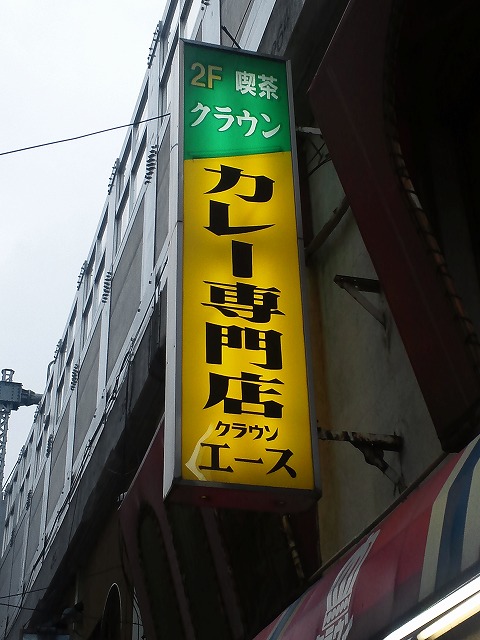 2F 喫茶
クラウン
カレー専門店
クラウン
エース